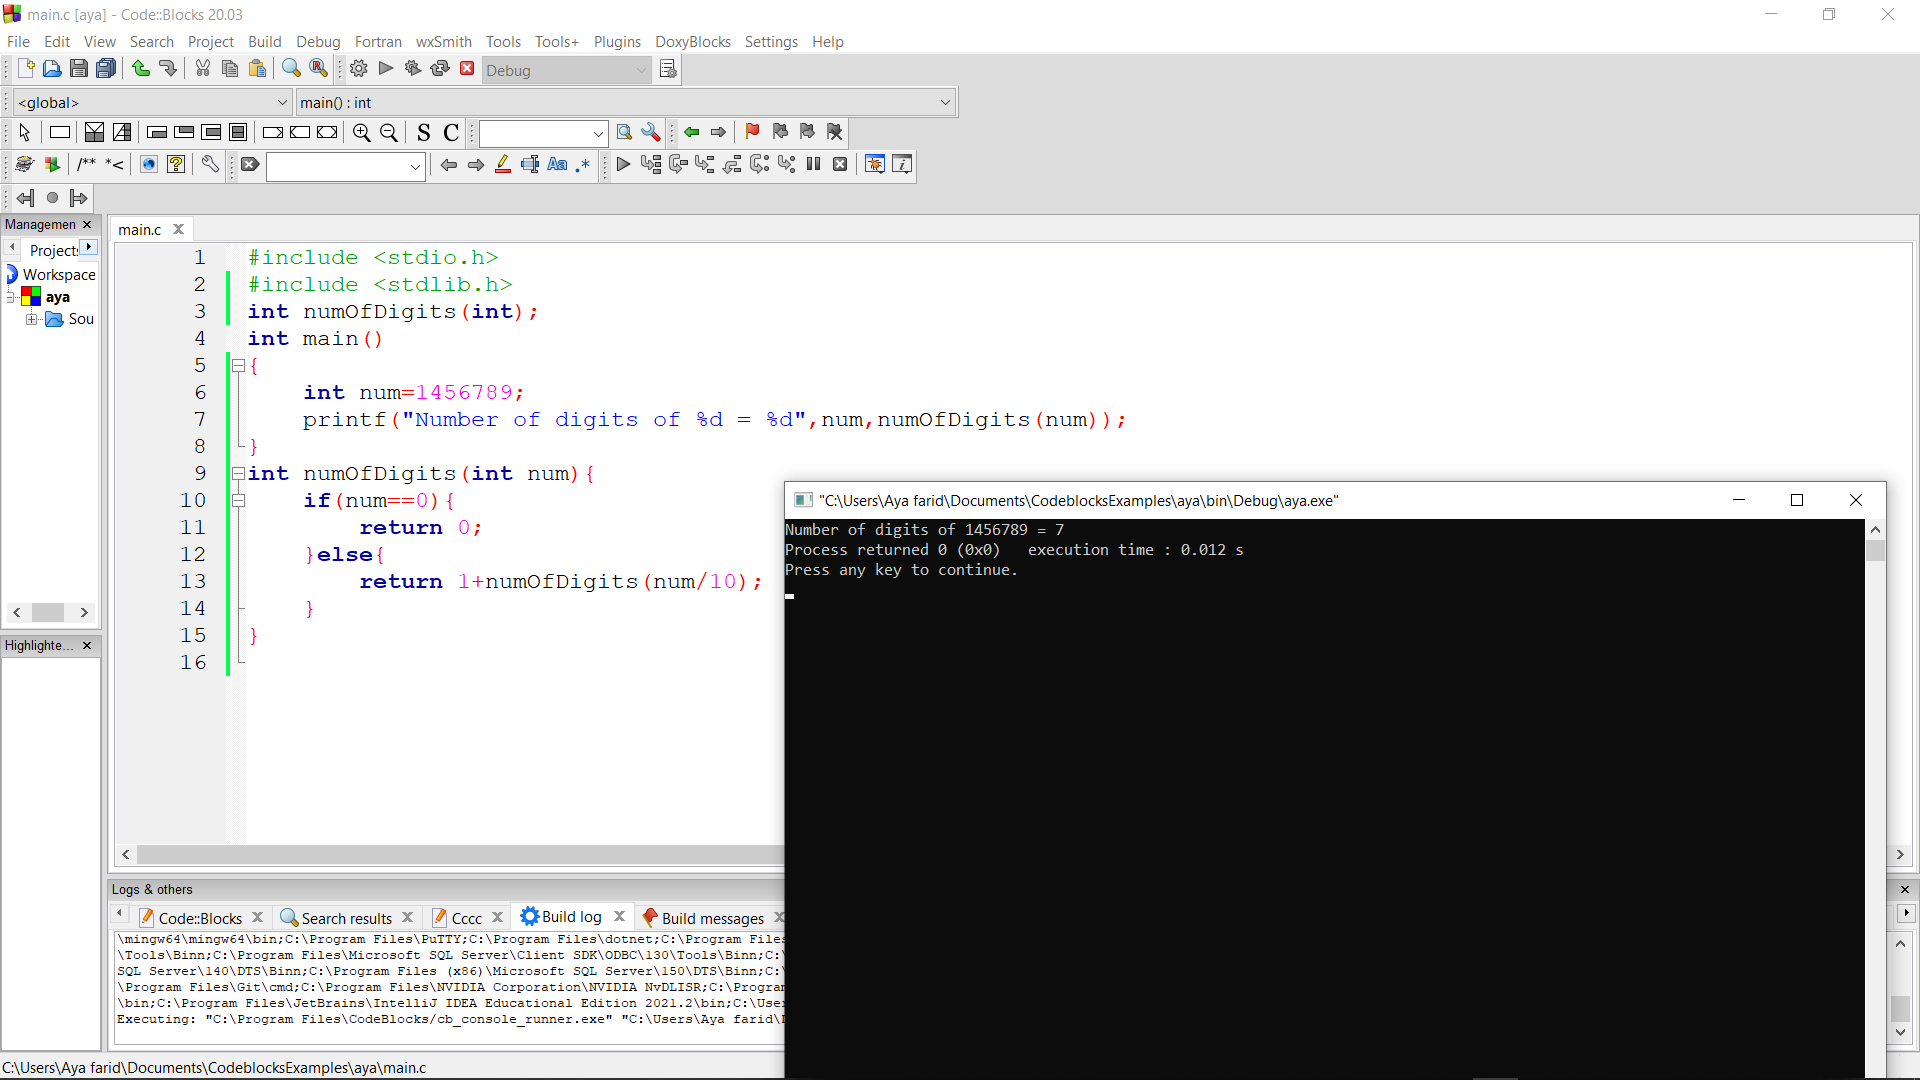 main.c [aya] - Code::Blocks 20.03
File Edit View Search Project Build Debug Fortran wxSmith Tools Tools+ Plugins DoxyBlocks Settings Help
Debug
<global> main() : int
S C
/** *<
Managemen
Projects
Workspace
aya
Sou
main.c
1 #include <stdio.h>
2 #include <stdlib.h>
3 int numOfDigits(int);
4 int main()
5 {
6 int num=1456789;
7 printf("Number of digits of %d = %d",num,numOfDigits(num));
8 }
9 int numOfDigits(int num){
10 if(num==0){
11 return 0;
12 }else{
13 return 1+numOfDigits(num/10);
14 }
15 }
16
"C:\Users\Aya farid\Documents\CodeblocksExamples\aya\bin\Debug\aya.exe"
Number of digits of 1456789 = 7
Process returned 0 (0x0) execution time : 0.012 s
Press any key to continue.
Highlighte...
Logs & others
Code::Blocks Search results Cccc Build log Build messages
\mingw64\mingw64\bin;C:\Program Files\PuTTY;C:\Program Files\dotnet;C:\Program Files
\Tools\Binn;C:\Program Files\Microsoft SQL Server\Client SDK\ODBC\130\Tools\Binn;C:\
SQL Server\140\DTS\Binn;C:\Program Files (x86)\Microsoft SQL Server\150\DTS\Binn;C:\
\Program Files\Git\cmd;C:\Program Files\NVIDIA Corporation\NVIDIA NvDLISR;C:\Program
\bin;C:\Program Files\JetBrains\IntelliJ IDEA Educational Edition 2021.2\bin;C:\Use
Executing: "C:\Program Files\CodeBlocks/cb_console_runner.exe" "C:\Users\Aya farid\
C:\Users\Aya farid\Documents\CodeblocksExamples\aya\main.c